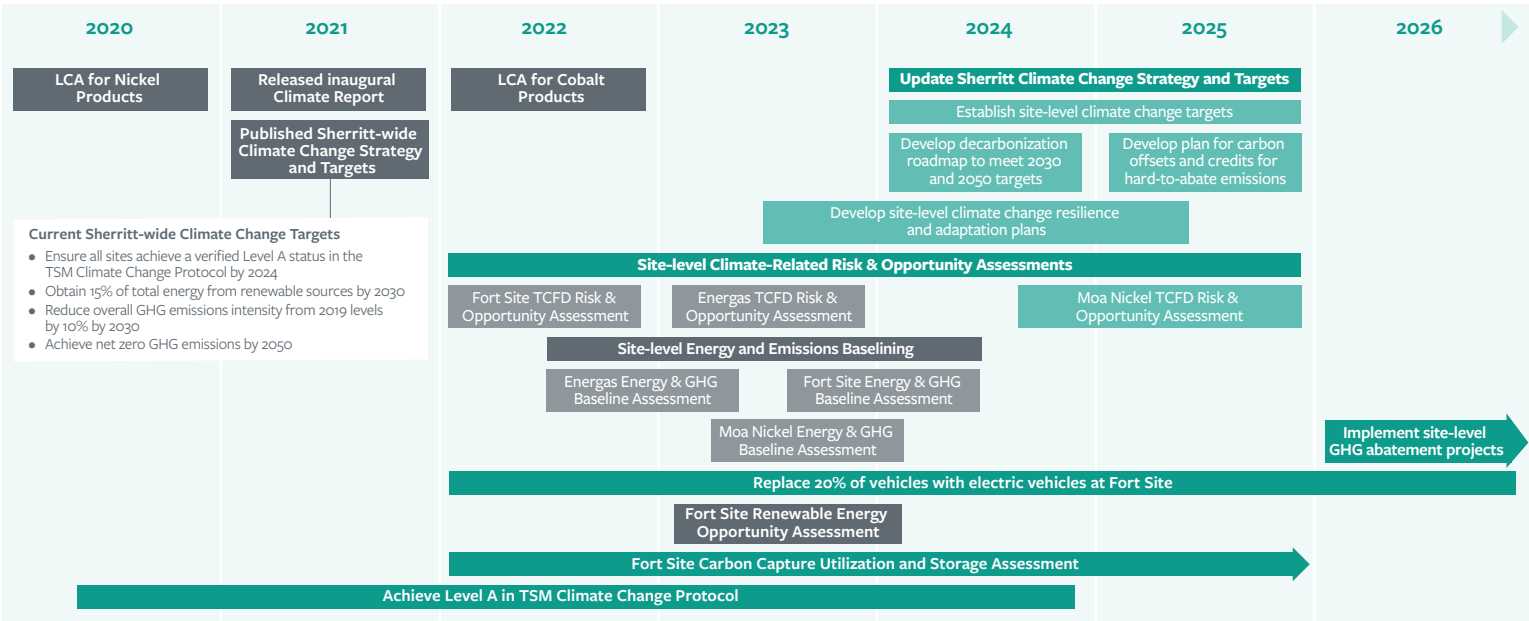 2020 2021 2022 2023 2024 2025 2026
LCA for Nickel
Products
Released inaugural
Climate Report
LCA for Cobalt
Products
Update Sherritt Climate Change Strategy and Targets
Establish site-level climate change targets
Published Sherritt-wide
Climate Change Strategy
and Targets
Develop decarbonization
roadmap to meet 2030
and 2050 targets
Develop plan for carbon
offsets and credits for
hard-to-abate emissions
Develop site-level climate change resilience
and adaptation plans
Current Sherritt-wide Climate Change Targets
• Ensure all sites achieve a verified Level A status in the
TSM Climate Change Protocol by 2024
• Obtain 15% of total energy from renewable sources by 2030
• Reduce overall GHG emissions intensity from 2019 levels
by 10% by 2030
• Achieve net zero GHG emissions by 2050
Site-level Climate-Related Risk & Opportunity Assessments
Fort Site TCFD Risk &
Opportunity Assessment
Energas TCFD Risk &
Opportunity Assessment
Moa Nickel TCFD Risk &
Opportunity Assessment
Site-level Energy and Emissions Baselining
Energas Energy & GHG
Baseline Assessment
Fort Site Energy & GHG
Baseline Assessment
Moa Nickel Energy & GHG
Baseline Assessment
Implement site-level
GHG abatement projects
Replace 20% of vehicles with electric vehicles at Fort Site
Fort Site Renewable Energy
Opportunity Assessment
Fort Site Carbon Capture Utilization and Storage Assessment
Achieve Level A in TSM Climate Change Protocol